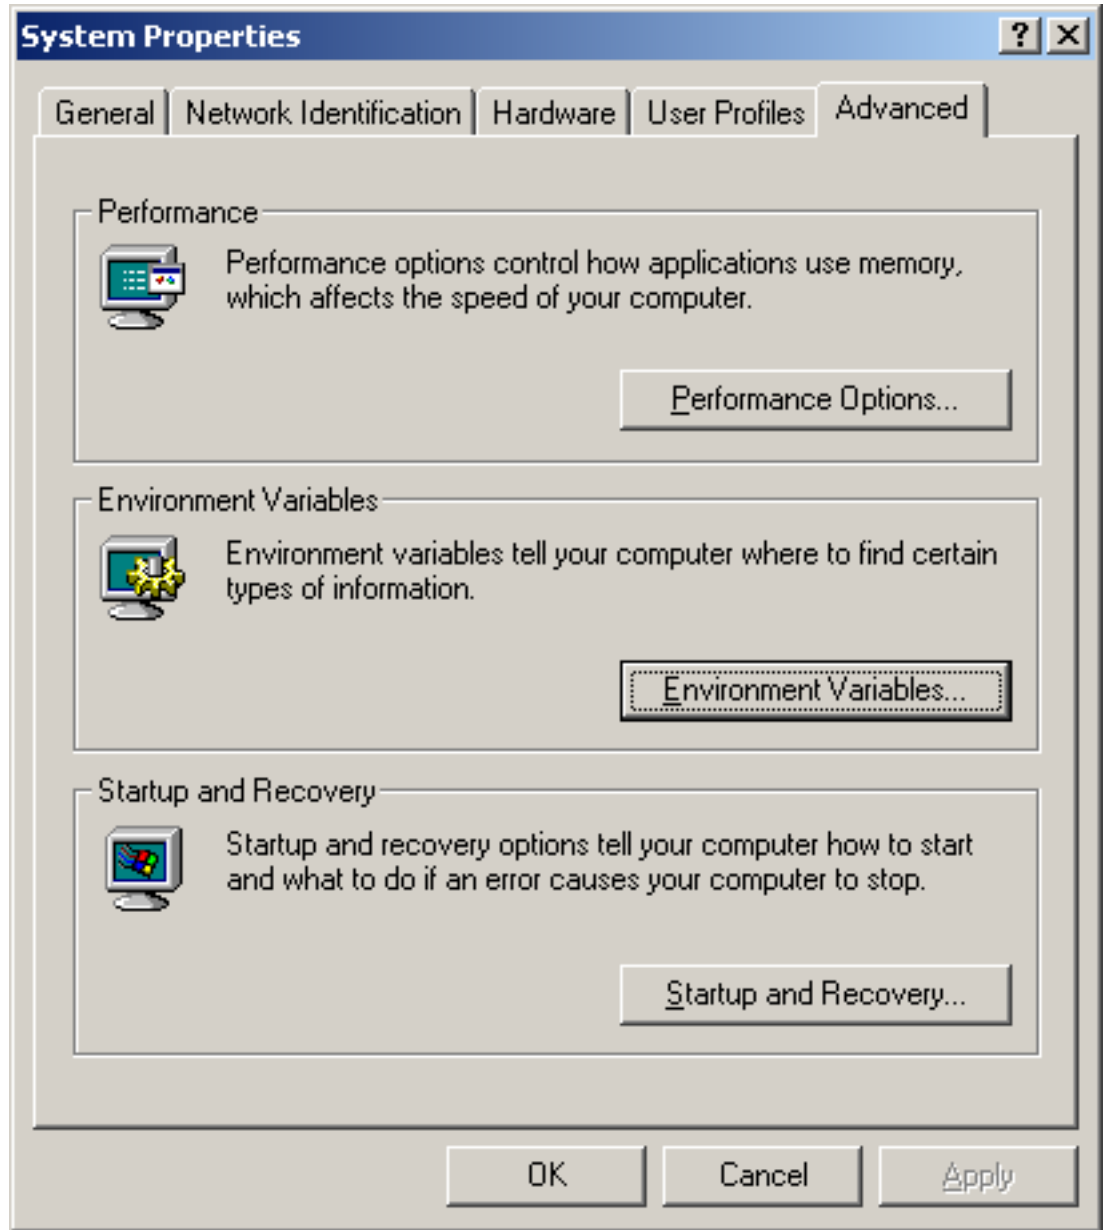 System Properties
General
Network Identification
Hardware
User Profiles
Advanced
Performance
Performance options control how applications use memory,
which affects the speed of your computer.
Performance Options...
Environment Variables
Environment variables tell your computer where to find certain
types of information.
Environment Variables...
Startup and Recovery
Startup and recovery options tell your computer how to start
and what to do if an error causes your computer to stop.
Startup and Recovery...
OK
Cancel
Apply